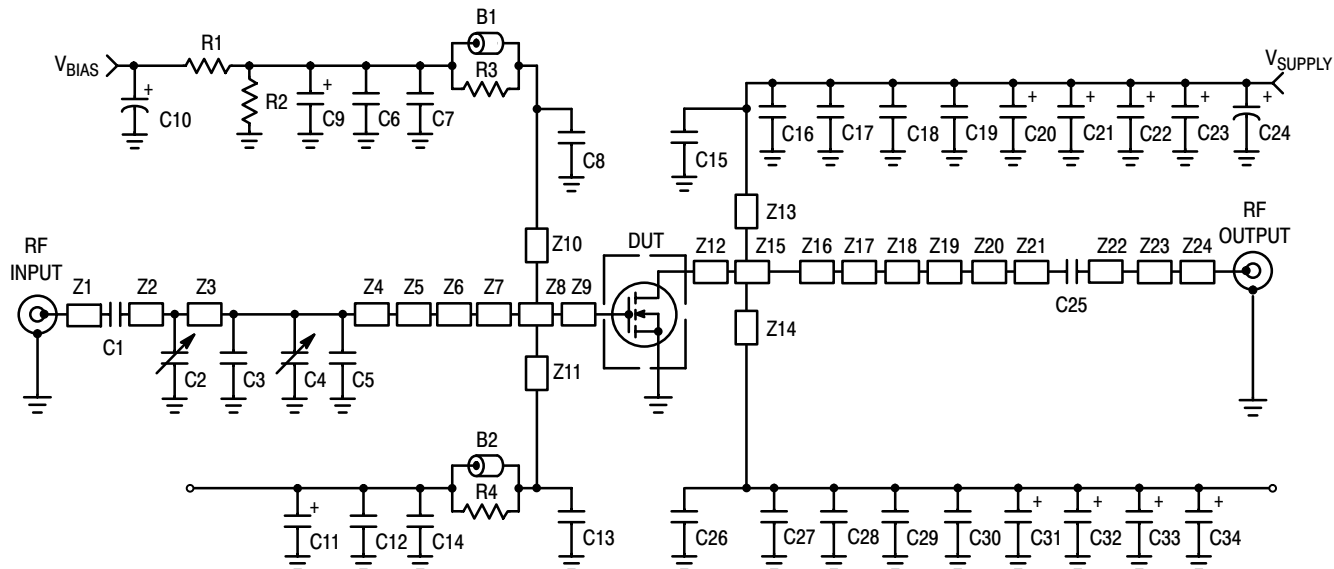 B1
R1
V_BIAS
V_SUPPLY
R3
+
R2
+
C10
C9
C6
C7
C8
C15
C16
C17
C18
C19
+
C20
+
C21
+
C22
+
C23
+
C24
Z13
RF
INPUT
Z10
DUT
RF
OUTPUT
Z12
Z15
Z16
Z17
Z18
Z19
Z20
Z21
Z22
Z23
Z24
C25
Z1
Z2
Z3
Z4
Z5
Z6
Z7
Z8
Z9
C1
Z14
C2
C3
C4
C5
Z11
B2
R4
+
C11
C12
C14
C13
C26
C27
C28
C29
C30
+
C31
+
C32
+
C33
+
C34